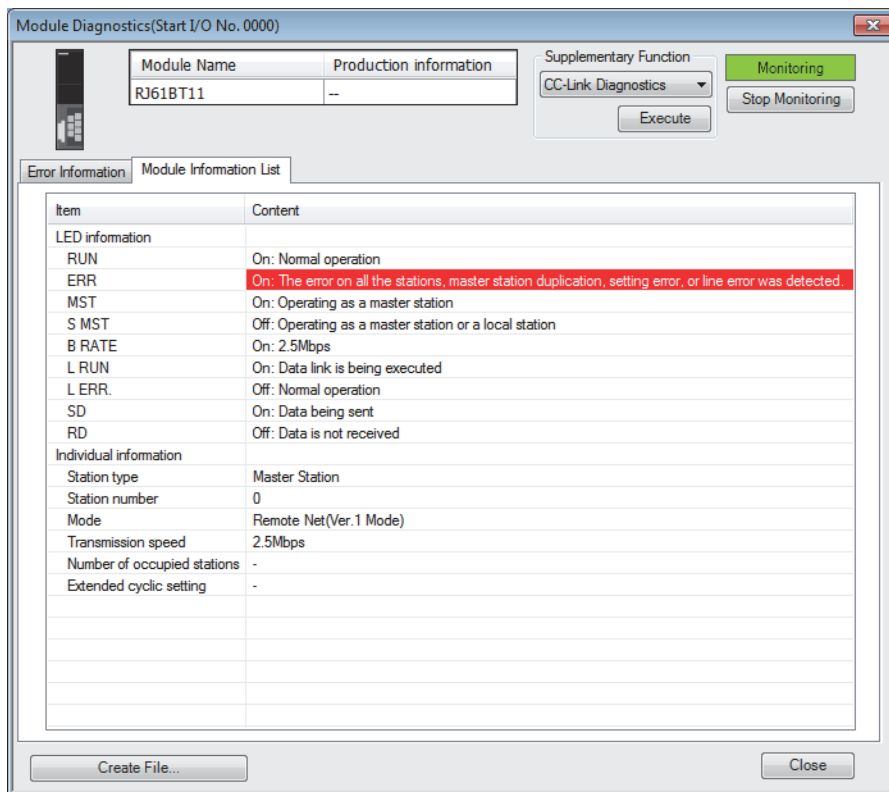 Module Diagnostics(Start I/O No. 0000)
Module Name Production information
RJ61BT11 --
Supplementary Function
CC-Link Diagnostics
Execute
Monitoring
Stop Monitoring
Error Information Module Information List
Item Content
LED information
RUN On: Normal operation
ERR On: The error on all the stations, master station duplication, setting error, or line error was detected.
MST On: Operating as a master station
S MST Off: Operating as a master station or a local station
B RATE On: 2.5Mbps
L RUN On: Data link is being executed
L ERR. Off: Normal operation
SD On: Data being sent
RD Off: Data is not received
Individual information
Station type Master Station
Station number 0
Mode Remote Net(Ver.1 Mode)
Transmission speed 2.5Mbps
Number of occupied stations -
Extended cyclic setting -
Create File... Close